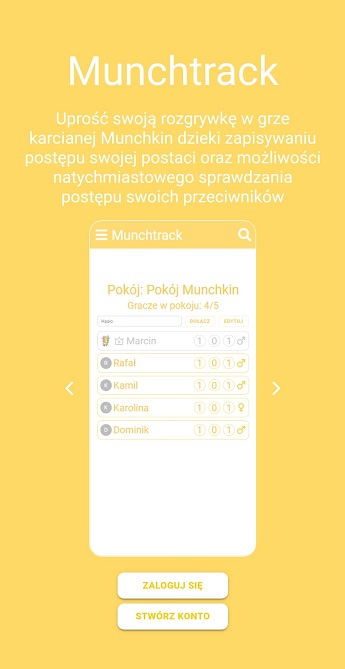 Munchtrack
Uprość swoją rozgrywkę w grze
karcianej Munchkin dzieki zapisywaniu
postępu swojej postaci oraz możliwości
natychmiastowego sprawdzania
postępu swoich przeciwników
Munchtrack
Pokój: Pokój Munchkin
Gracze w pokoju: 4/5
Hasło DOŁĄCZ EDYTUJ
Marcin 1 0 1
R Rafał 1 0 1
K Kamil 1 0 1
K Karolina 1 0 1
D Dominik 1 0 1
ZALOGUJ SIĘ
STWÓRZ KONTO